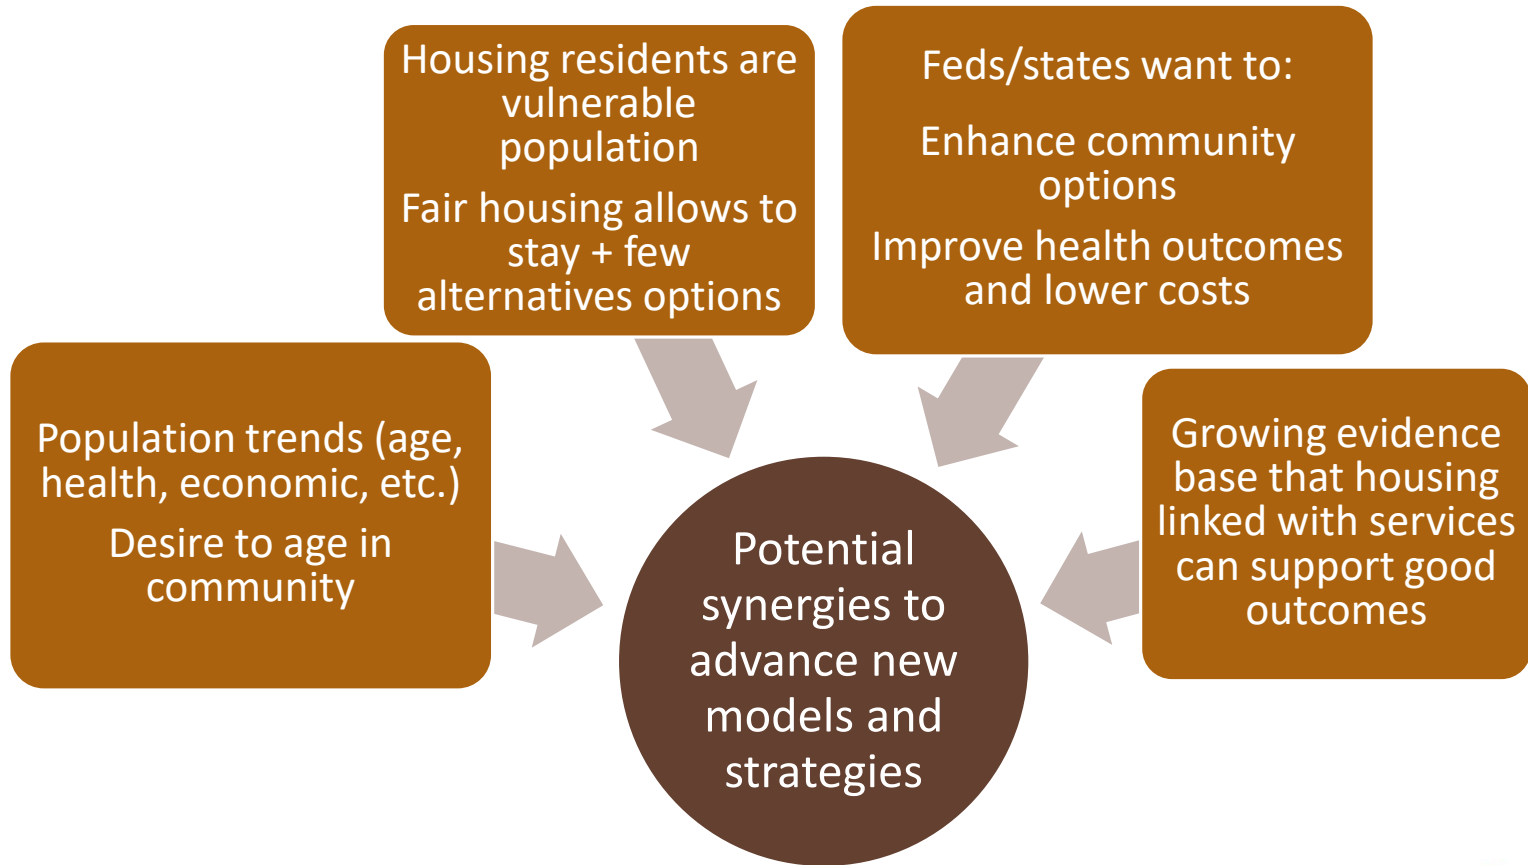 Housing residents are
vulnerable
population
Fair housing allows to
stay + few
alternatives options
Feds/states want to:
Enhance community
options
Improve health outcomes
and lower costs
Population trends (age,
health, economic, etc.)
Desire to age in
community
Growing evidence
base that housing
linked with services
can support good
outcomes
Potential
synergies to
advance new
models and
strategies